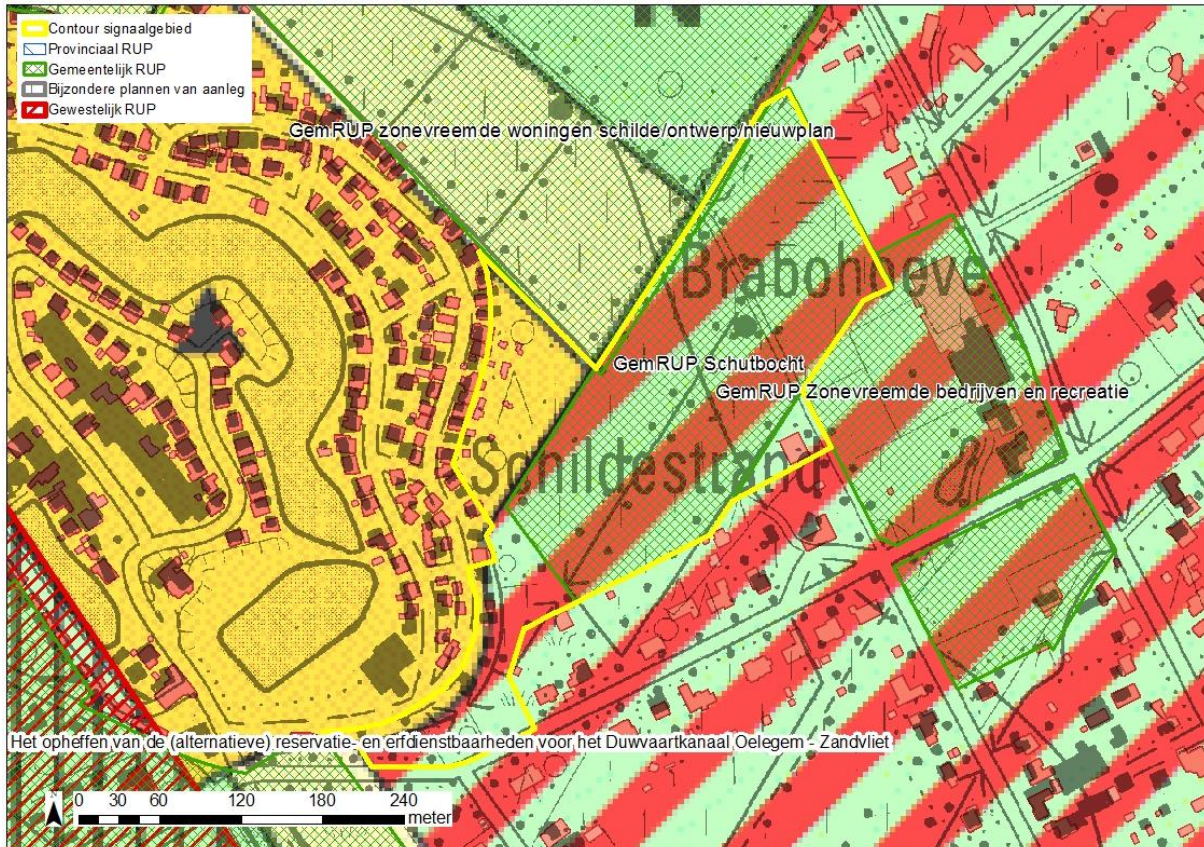 Contour signaalgebied
Provinciaal RUP
Gemeentelijk RUP
Bijzondere plannen van aanleg
Gewestelijk RUP
GemRUP zonevreemde woningen schilde/ontwerp/nieuwplan
Brabohoeve
GemRUP Schutbocht
GemRUP Zonevreemde bedrijven en recreatie
Schildestrand
Het opheffen van de (alternatieve) reservatie- en erfdienstbaarheden voor het Duwvaartkanaal Oelegem - Zandvliet
0 30 60 120 180 240
meter